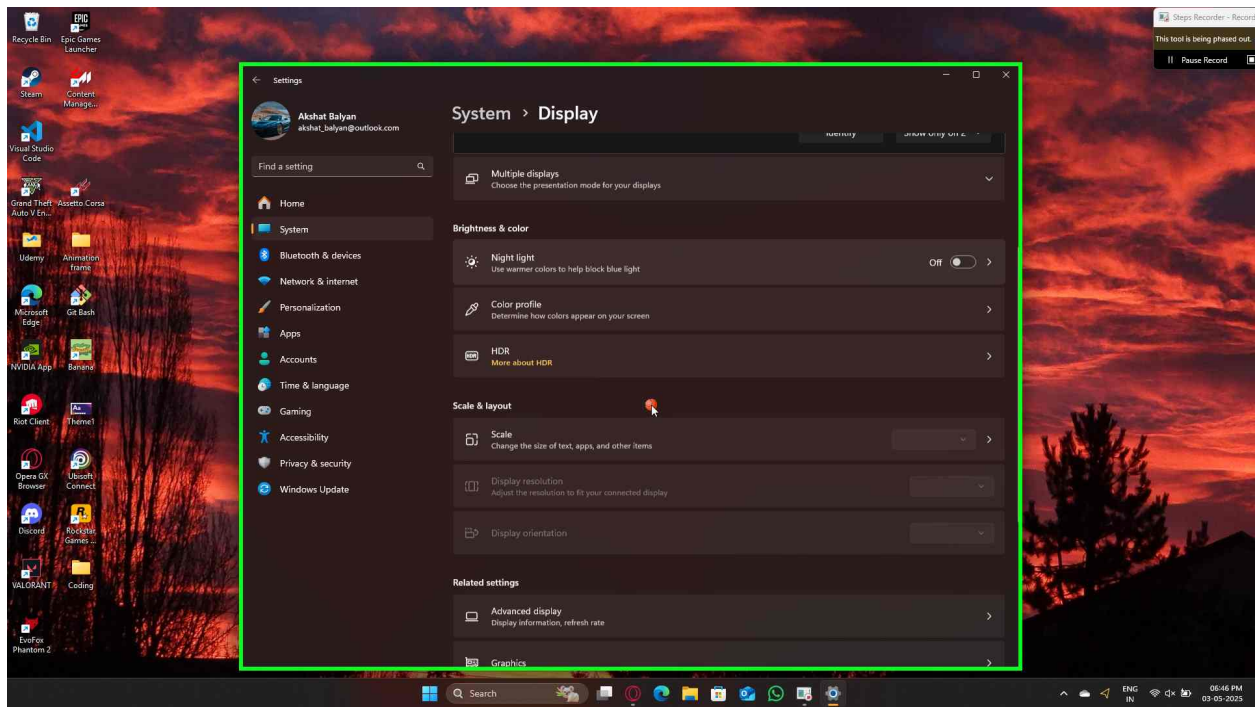 Recycle Bin
Epic Games
Launcher
EPIC
Steam
Content
Manage...
Visual Studio
Code
Grand Theft
Auto V En...
Assetto Corsa
Udemy
Animation
frame
Microsoft
Edge
Git Bash
NVIDIA App
Banana
Riot Client
Aa
Theme1
Opera GX
Browser
Ubisoft
Connect
Discord
Rockstar
Games ...
VALORANT
Coding
EvoFox
Phantom 2
Steps Recorder - Record
This tool is being phased out.
Pause Record
Settings
Akshat Balyan
akshat_balyan@outlook.com
Find a setting
Home
System
Bluetooth & devices
Network & internet
Personalization
Apps
Accounts
Time & language
Gaming
Accessibility
Privacy & security
Windows Update
System > Display
Identify
Show only on 2
Multiple displays
Choose the presentation mode for your displays
Brightness & color
Night light
Use warmer colors to help block blue light
Off
Color profile
Determine how colors appear on your screen
HDR
HDR
More about HDR
Scale & layout
Scale
Change the size of text, apps, and other items
Display resolution
Adjust the resolution to fit your connected display
Display orientation
Related settings
Advanced display
Display information, refresh rate
Graphics
Search
ENG
IN
06:46 PM
03-05-2025